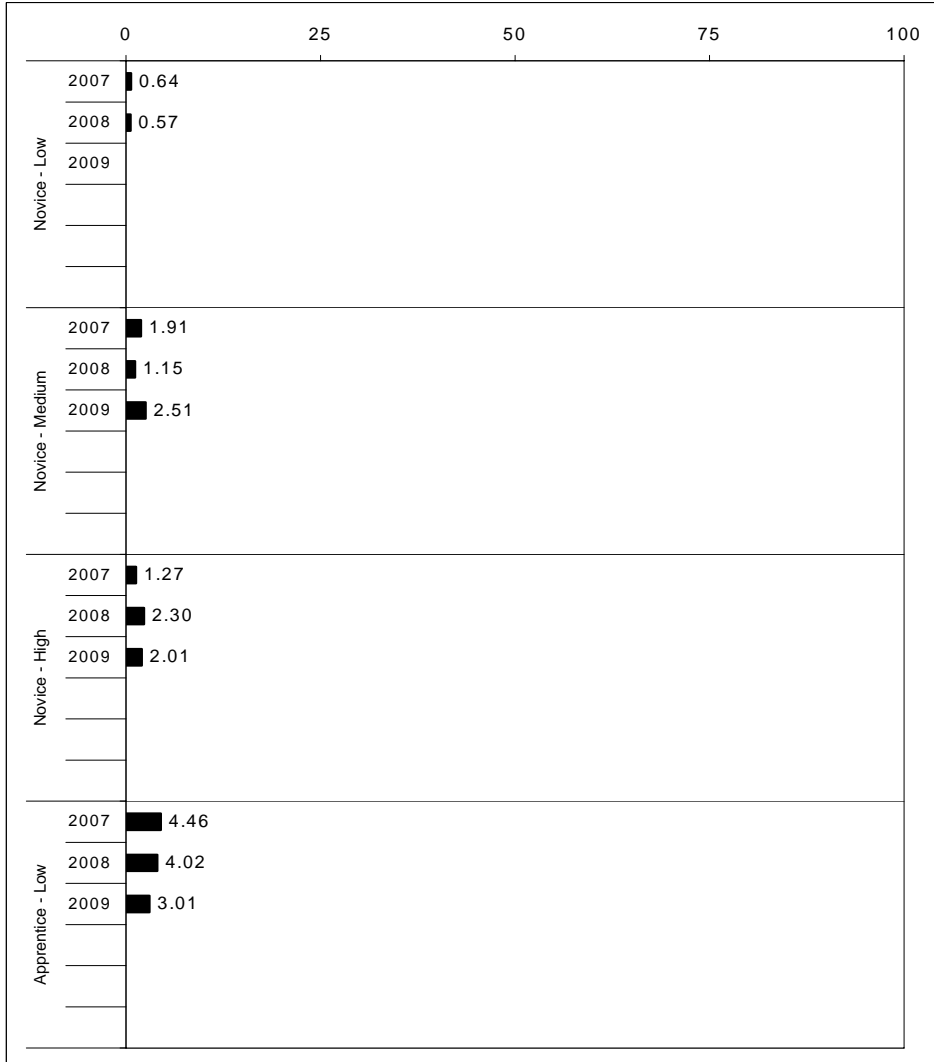 0 25 50 75 100
Novice - Low
2007 0.64
2008 0.57
2009
Novice - Medium
2007 1.91
2008 1.15
2009 2.51
Novice - High
2007 1.27
2008 2.30
2009 2.01
Apprentice - Low
2007 4.46
2008 4.02
2009 3.01